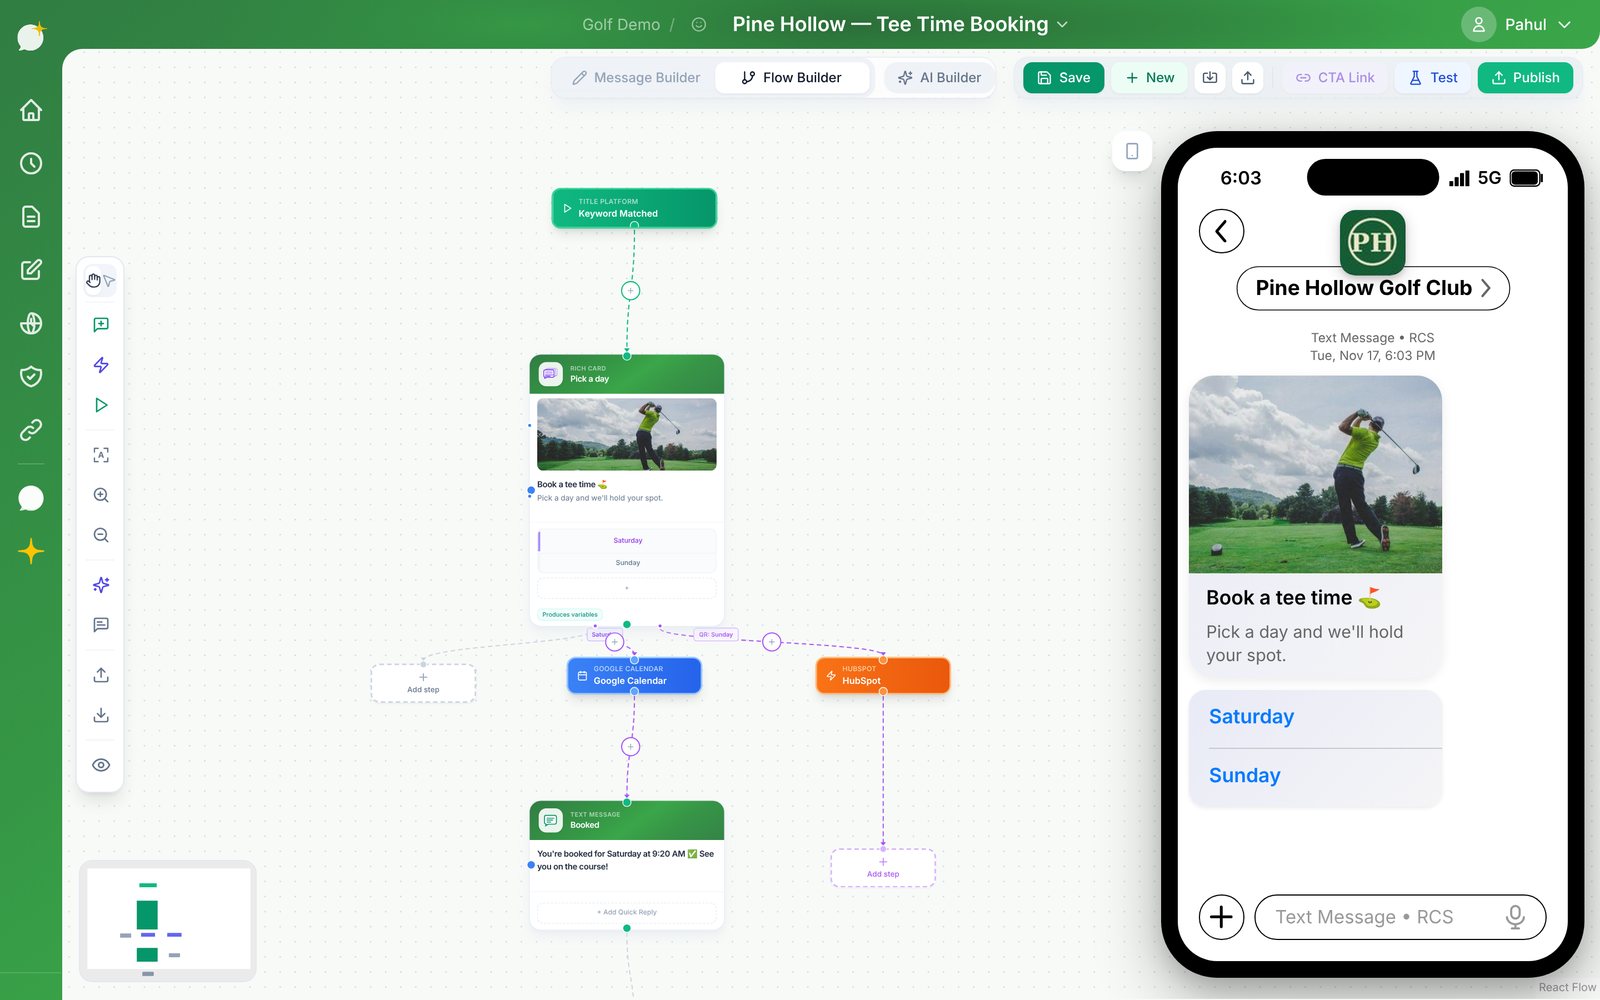 Golf Demo /
Pine Hollow — Tee Time Booking
Pahul
Message Builder
Flow Builder
AI Builder
Save
New
CTA Link
Test
Publish
TITLE PLATFORM
Keyword Matched
RICH CARD
Pick a day
Book a tee time ⛳
Pick a day and we'll hold your spot.
Saturday
Sunday
+
Produces variables
QR: Sunday
+
Add step
GOOGLE CALENDAR
Google Calendar
HUBSPOT
HubSpot
TEXT MESSAGE
Booked
You're booked for Saturday at 9:20 AM ✅ See
you on the course!
+ Add Quick Reply
+
Add step
6:03
5G
PH
Pine Hollow Golf Club
Text Message • RCS
Tue, Nov 17, 6:03 PM
Book a tee time ⛳
Pick a day and we'll hold
your spot.
Saturday
Sunday
Text Message • RCS
React Flow